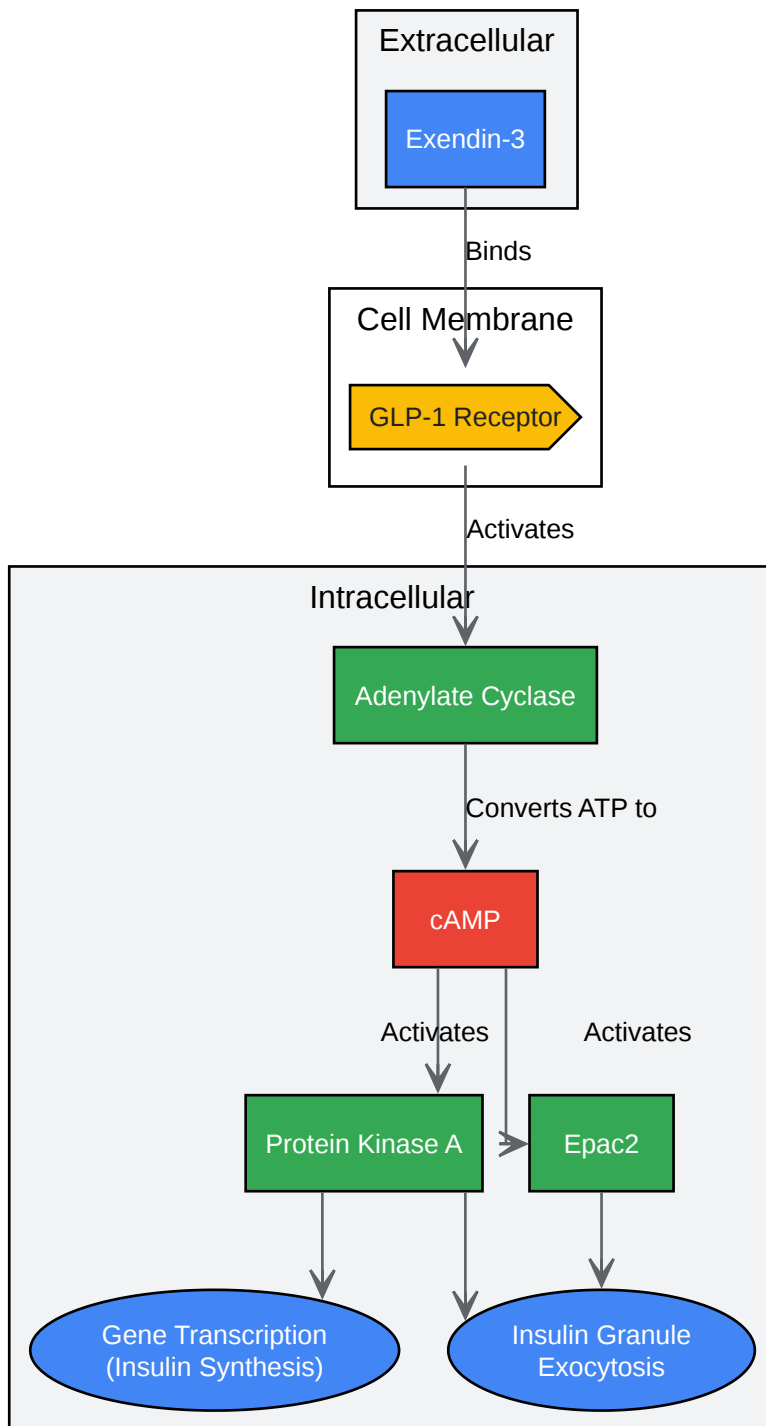 Extracellular
Exendin-3
Binds
Cell Membrane
GLP-1 Receptor
Activates
Intracellular
Adenylate Cyclase
Converts ATP to
cAMP
Activates
Activates
Protein Kinase A
Epac2
Gene Transcription
(Insulin Synthesis)
Insulin Granule
Exocytosis